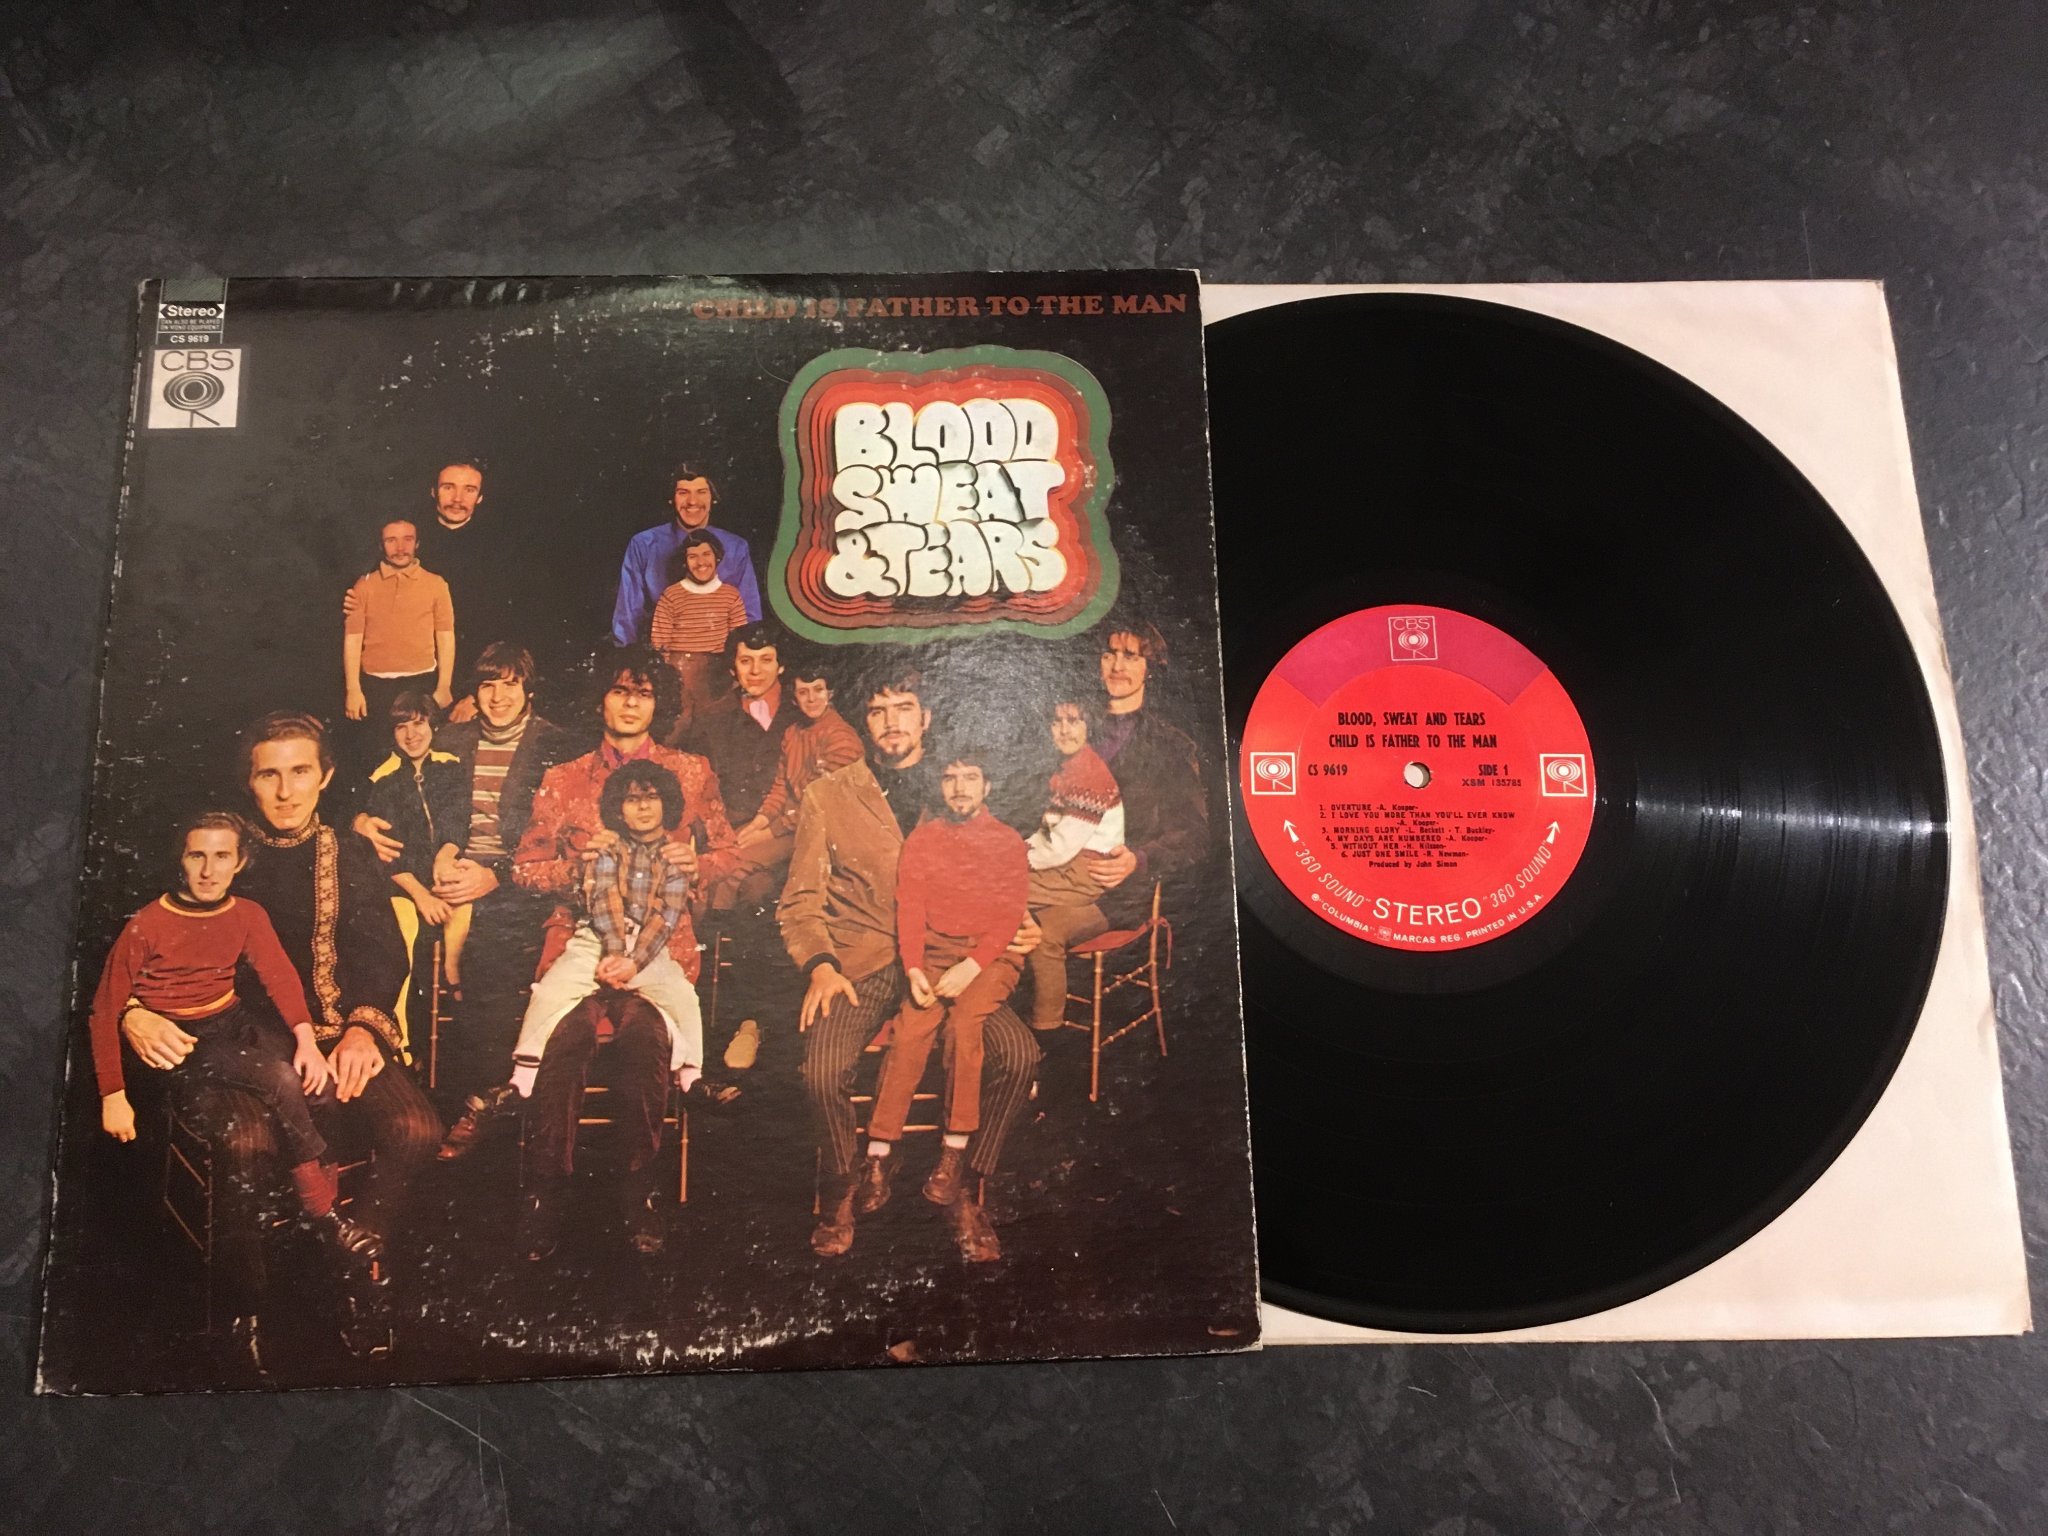 Stereo
CAN ALSO BE PLAYED
ON MONO EQUIPMENT
CS 9619
CBS
CHILD IS FATHER TO THE MAN
BLOOD
SWEAT
& TEARS
CBS
BLOOD, SWEAT AND TEARS
CHILD IS FATHER TO THE MAN
CS 9619 SIDE 1
XSM 135785
1. OVERTURE -A. Kooper-
2. I LOVE YOU MORE THAN YOU'LL EVER KNOW
-A. Kooper-
3. MORNING GLORY -L. Beckett - T. Buckley-
4. MY DAYS ARE NUMBERED -A. Kooper-
5. WITHOUT HER -H. Nilsson-
6. JUST ONE SMILE -R. Newman-
Produced by John Simon
"360 SOUND" STEREO "360 SOUND"
℗"COLUMBIA", MARCAS REG. PRINTED IN U.S.A.